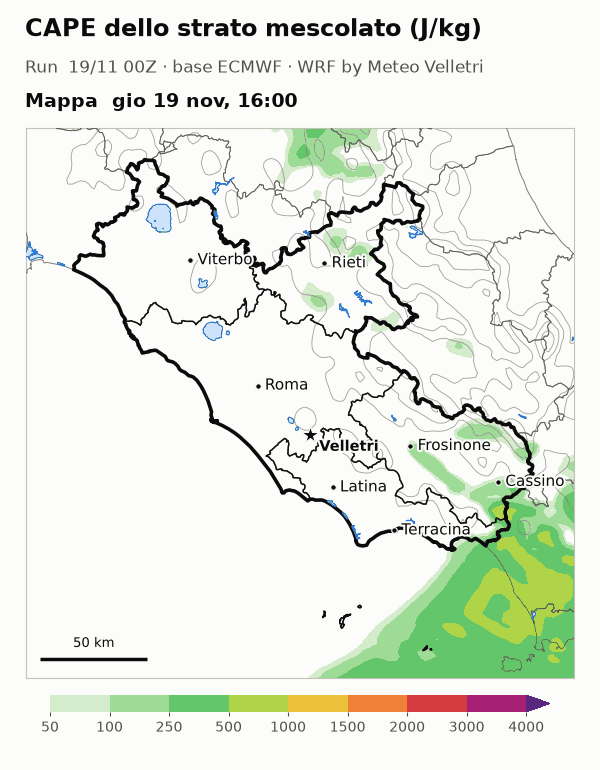 CAPE dello strato mescolato (J/kg)
Run  19/11 00Z · base ECMWF · WRF by Meteo Velletri
Mappa  gio 19 nov, 16:00
Viterbo
Rieti
Roma
Velletri
Frosinone
Cassino
Latina
Terracina
50 km
50 100 250 500 1000 1500 2000 3000 4000